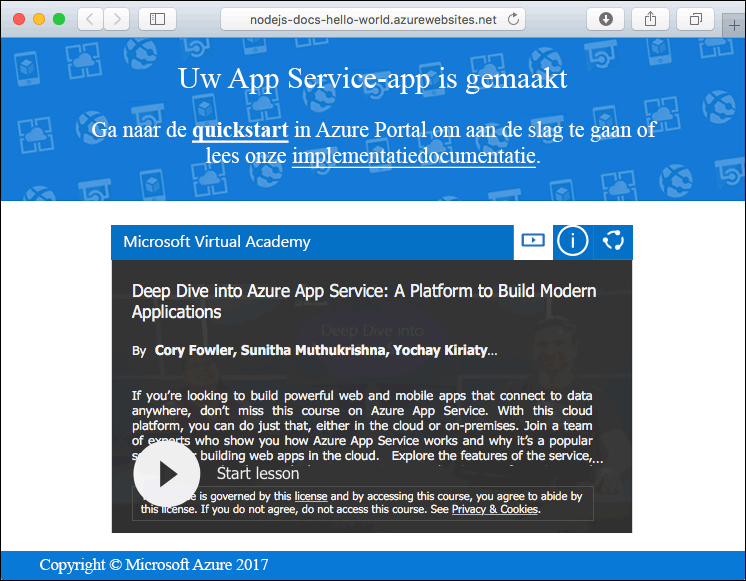 nodejs-docs-hello-world.azurewebsites.net
Uw App Service-app is gemaakt
Ga naar de quickstart in Azure Portal om aan de slag te gaan of
lees onze implementatiedocumentatie.
Microsoft Virtual Academy
Deep Dive into Azure App Service: A Platform to Build Modern
Applications
Deep Dive into
By Cory Fowler, Sunitha Muthukrishna, Yochay Kiriaty...
If you’re looking to build powerful web and mobile apps that connect to data
anywhere, don’t miss this course on Azure App Service. With this cloud
platform, you can do just that, either in the cloud or on-premises. Join a team
of experts who show you how Azure App Service works and why it’s a popular
building web apps in the cloud. Explore the features of the service,...
Start lesson
is governed by this license and by accessing this course, you agree to abide by
this license. If you do not agree, do not access this course. See Privacy & Cookies.
Copyright © Microsoft Azure 2017